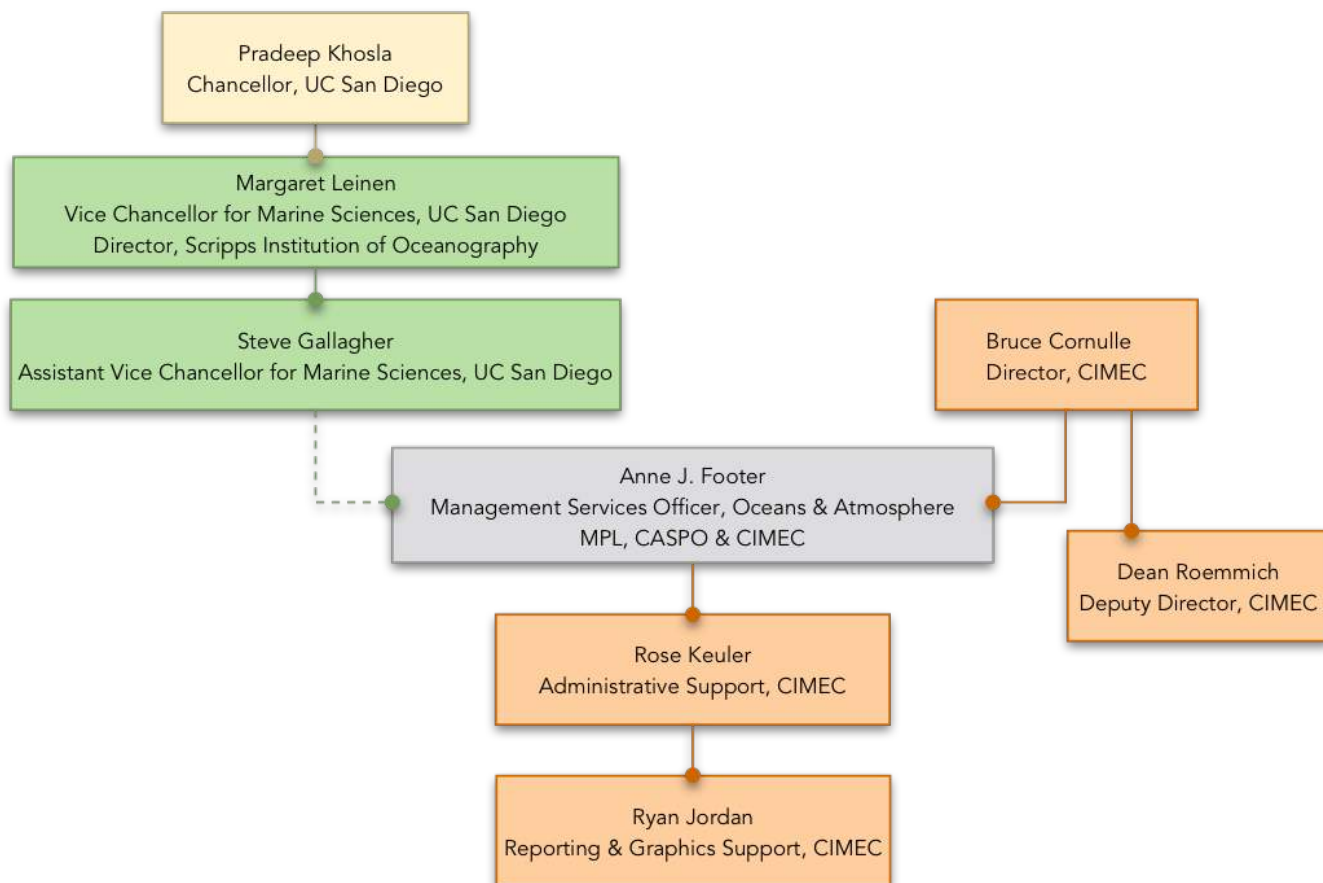 Pradeep Khosla
Chancellor, UC San Diego
Margaret Leinen
Vice Chancellor for Marine Sciences, UC San Diego
Director, Scripps Institution of Oceanography
Steve Gallagher
Assistant Vice Chancellor for Marine Sciences, UC San Diego
Bruce Cornulle
Director, CIMEC
Anne J. Footer
Management Services Officer, Oceans & Atmosphere
MPL, CASPO & CIMEC
Dean Roemmich
Deputy Director, CIMEC
Rose Keuler
Administrative Support, CIMEC
Ryan Jordan
Reporting & Graphics Support, CIMEC